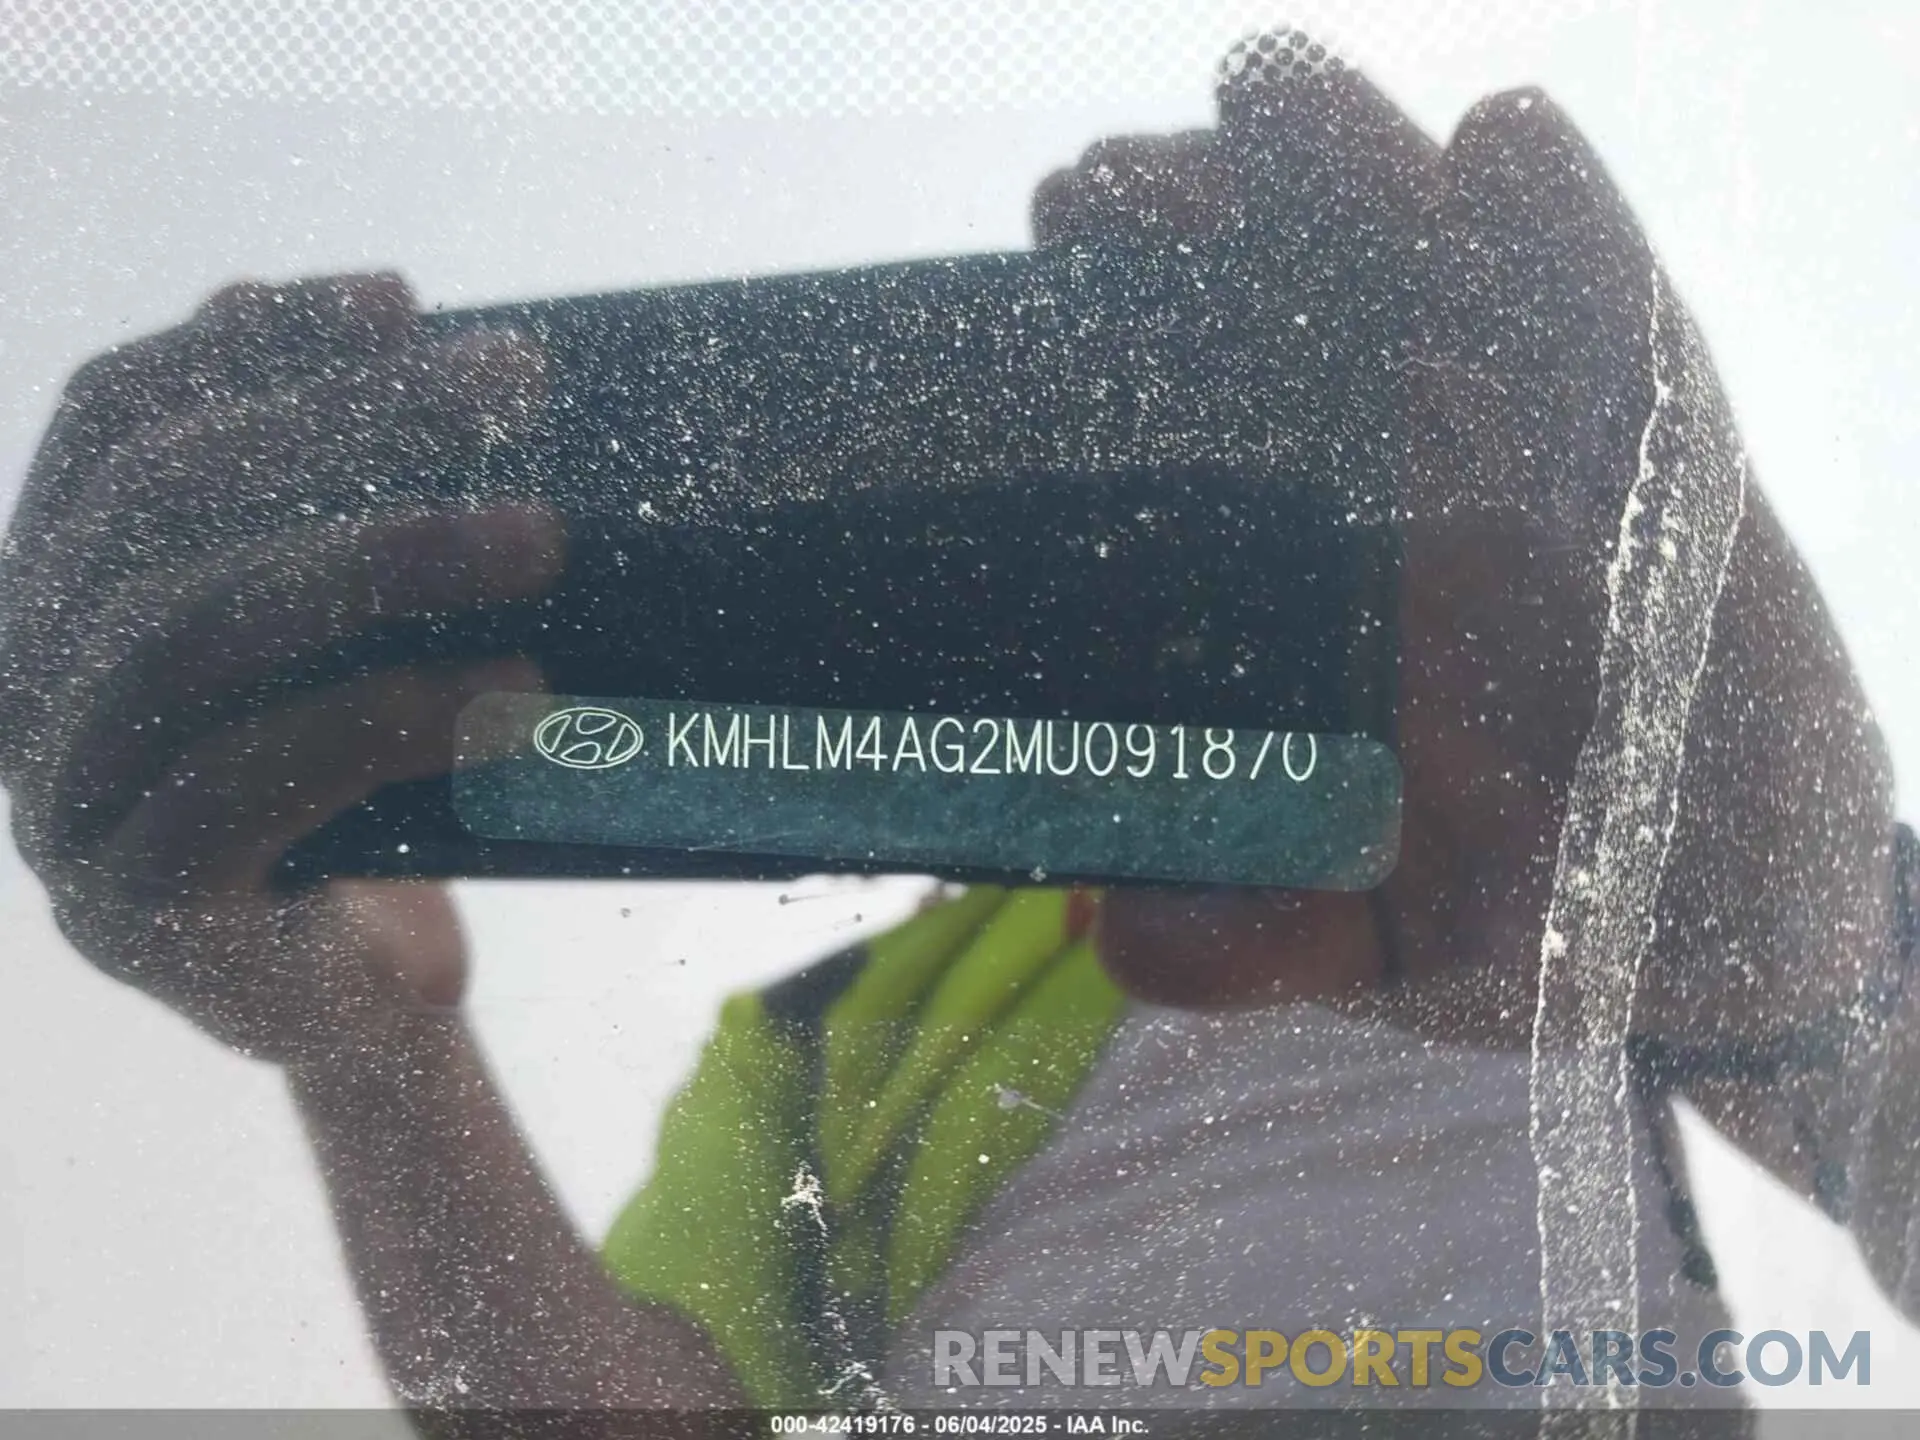 KMHLM4AG2MU091870
RENEWSPORTSCARS.COM
000-42419176 - 06/04/2025 - IAA Inc.